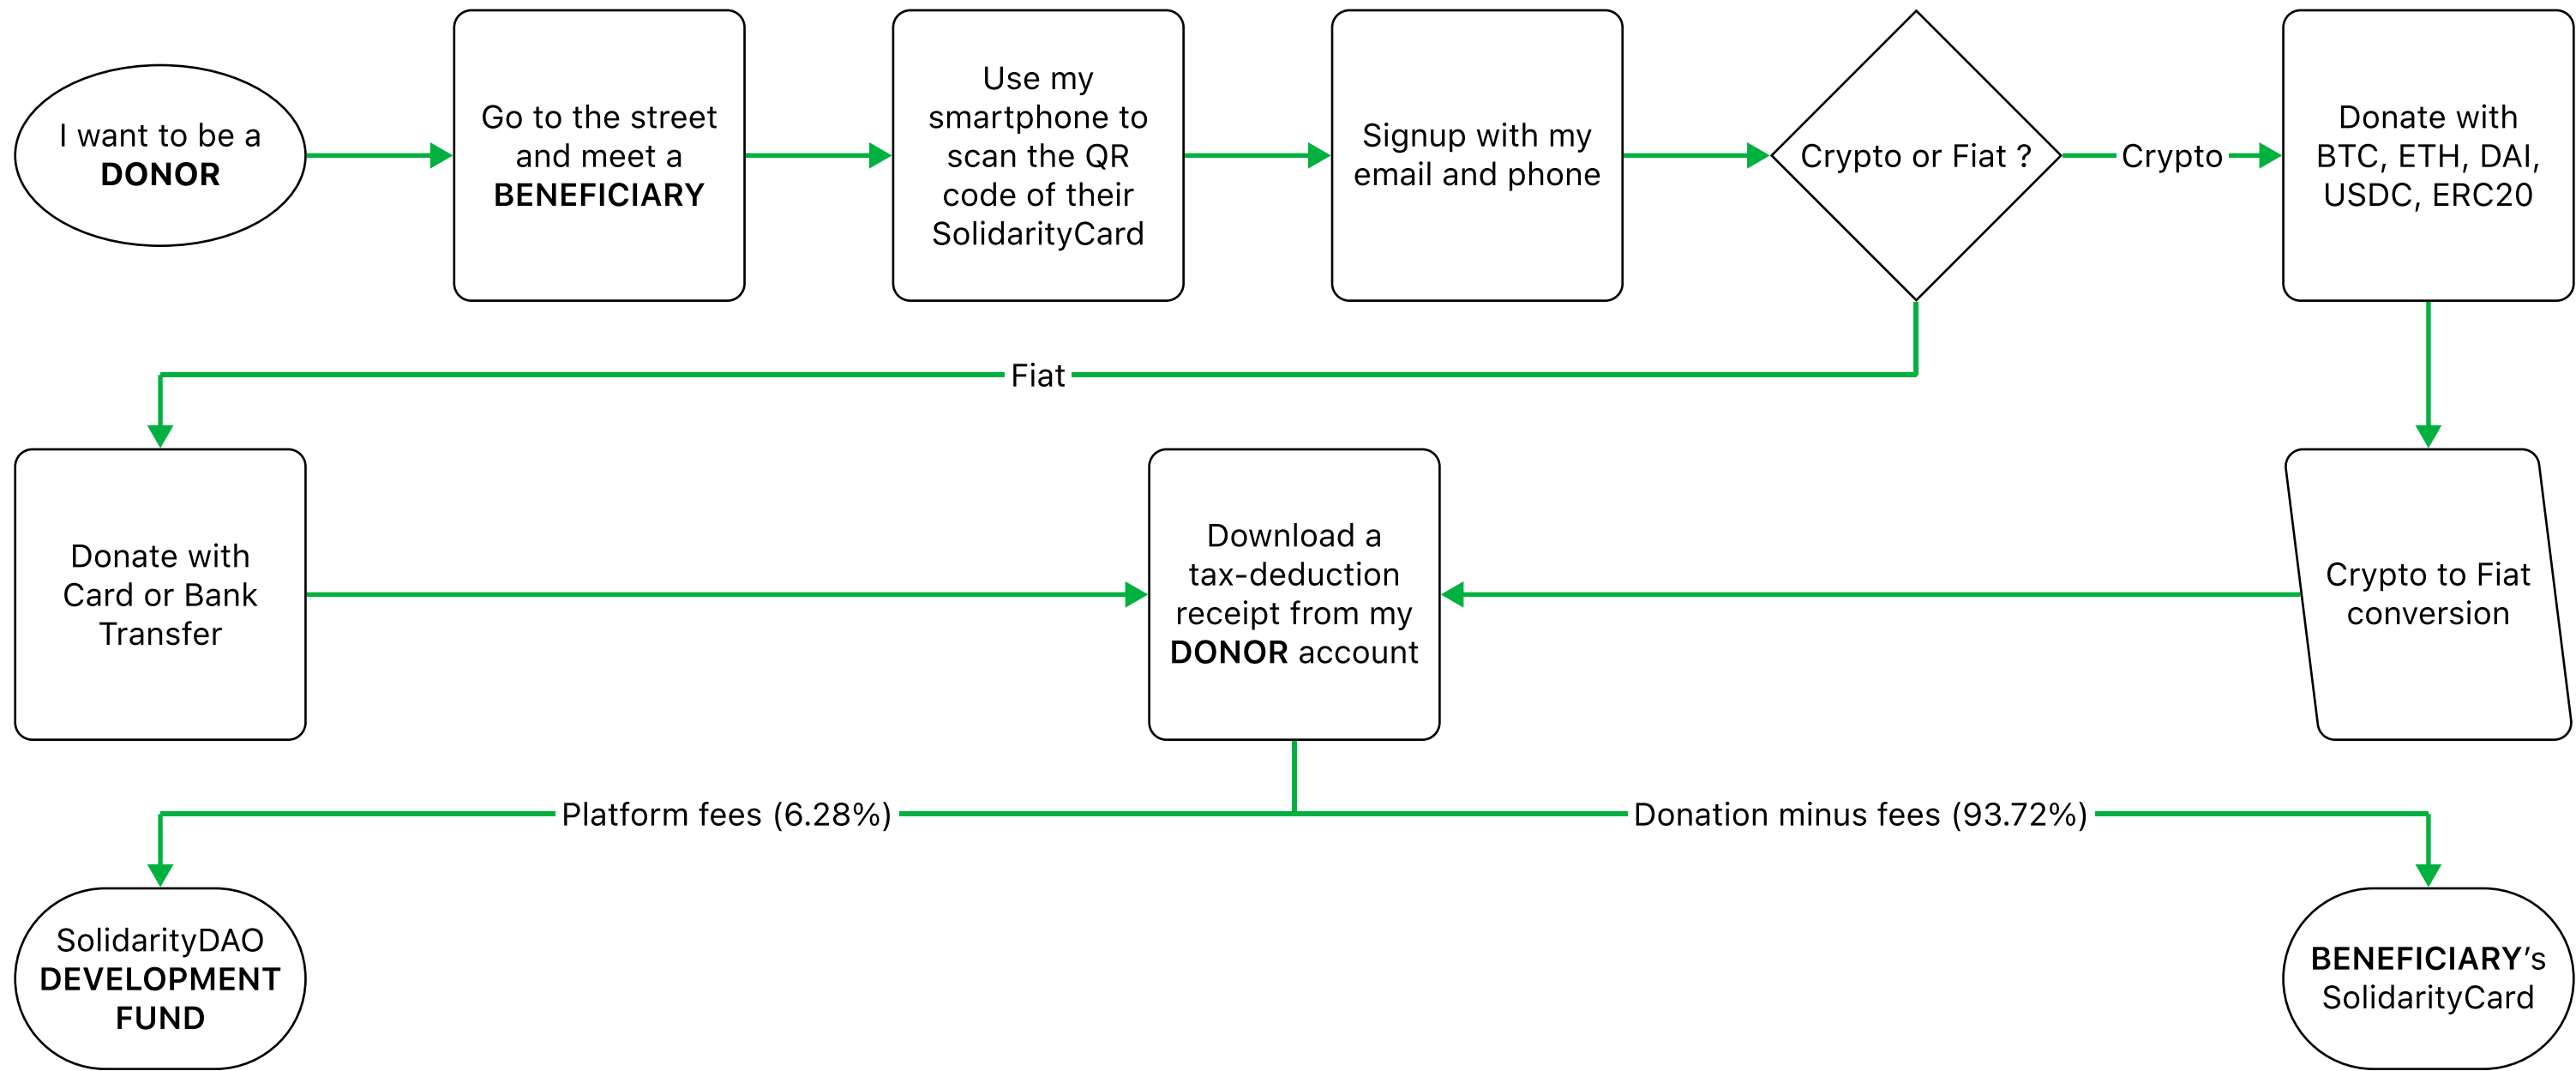 I want to be a
DONOR
Go to the street
and meet a
BENEFICIARY
Use my
smartphone to
scan the QR
code of their
SolidarityCard
Signup with my
email and phone
Crypto or Fiat ?
Crypto
Donate with
BTC, ETH, DAI,
USDC, ERC20
Fiat
Donate with
Card or Bank
Transfer
Download a
tax-deduction
receipt from my
DONOR account
Crypto to Fiat
conversion
Platform fees (6.28%)
Donation minus fees (93.72%)
SolidarityDAO
DEVELOPMENT
FUND
BENEFICIARY’s
SolidarityCard